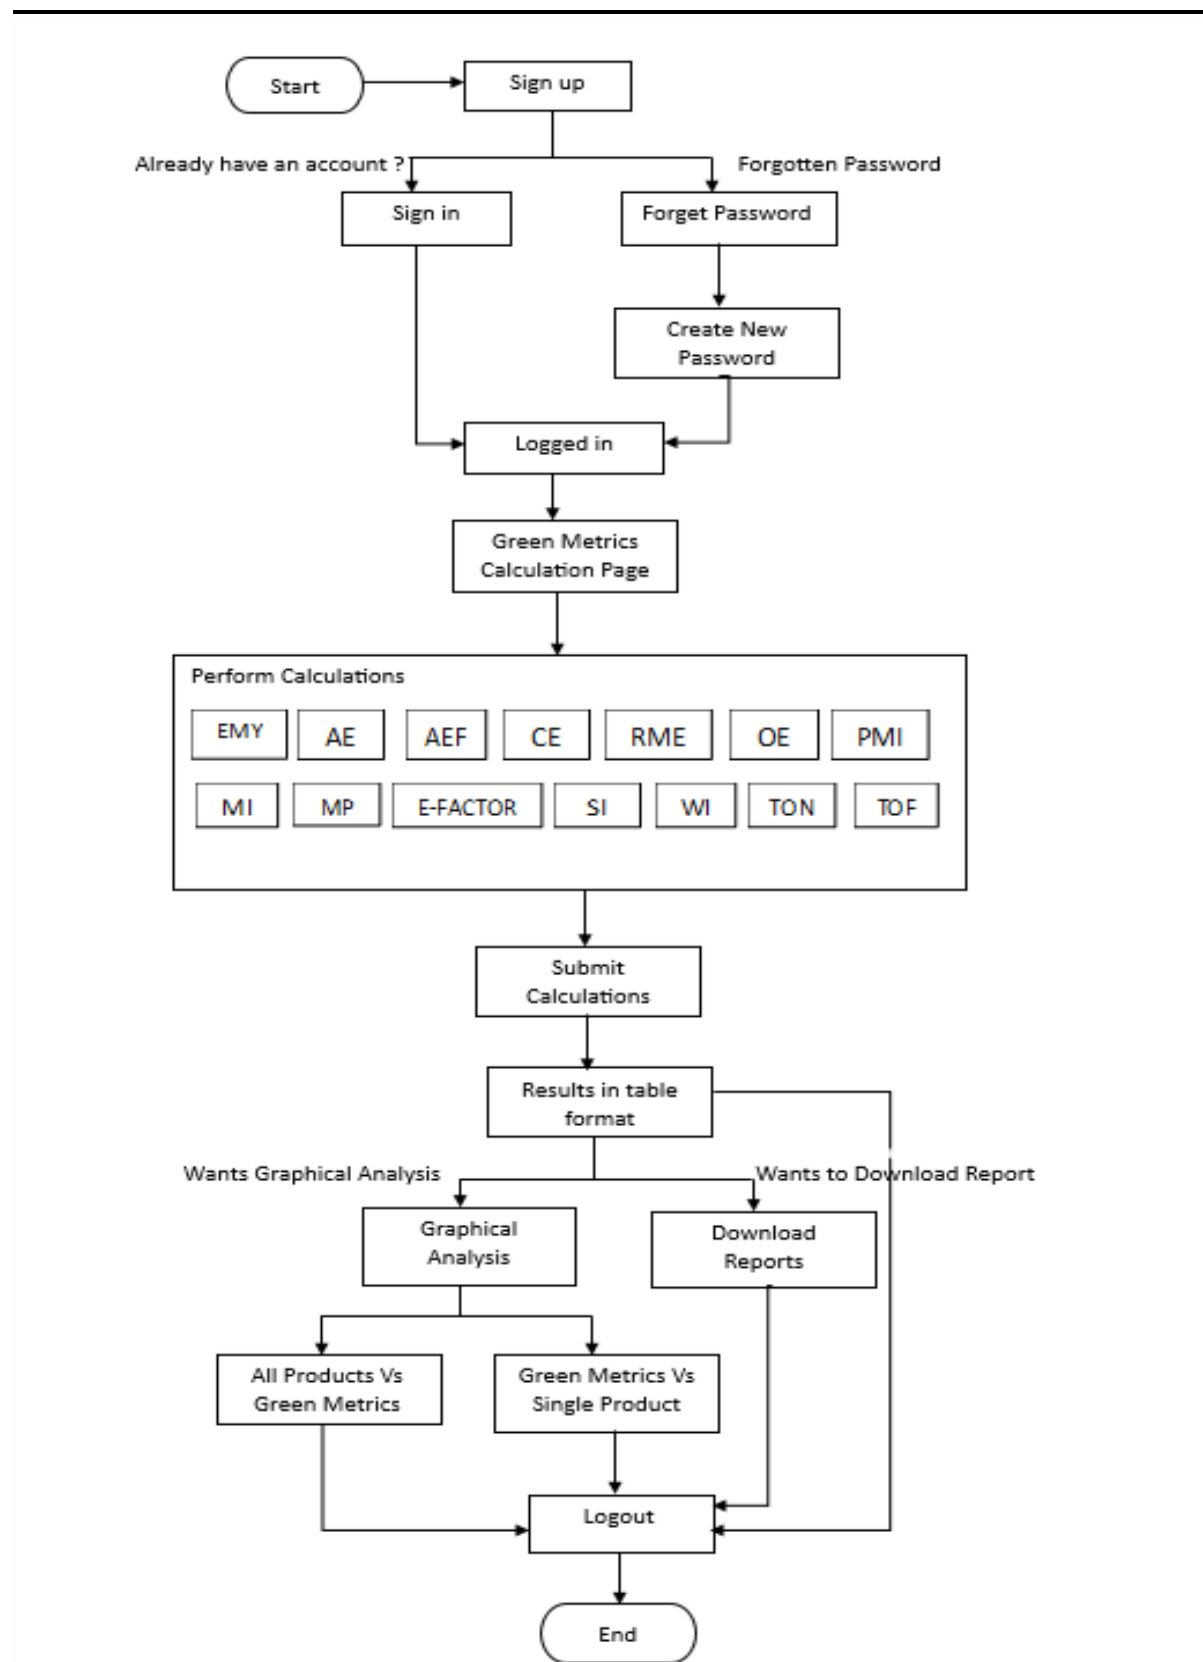 Start
Sign up
Already have an account ?
Forgotten Password
Sign in
Forget Password
Create New
Password
Logged in
Green Metrics
Calculation Page
Perform Calculations
EMY
AE
AEF
CE
RME
OE
PMI
MI
MP
E-FACTOR
SI
WI
TON
TOF
Submit
Calculations
Results in table
format
Wants Graphical Analysis
Wants to Download Report
Graphical
Analysis
Download
Reports
All Products Vs
Green Metrics
Green Metrics Vs
Single Product
Logout
End